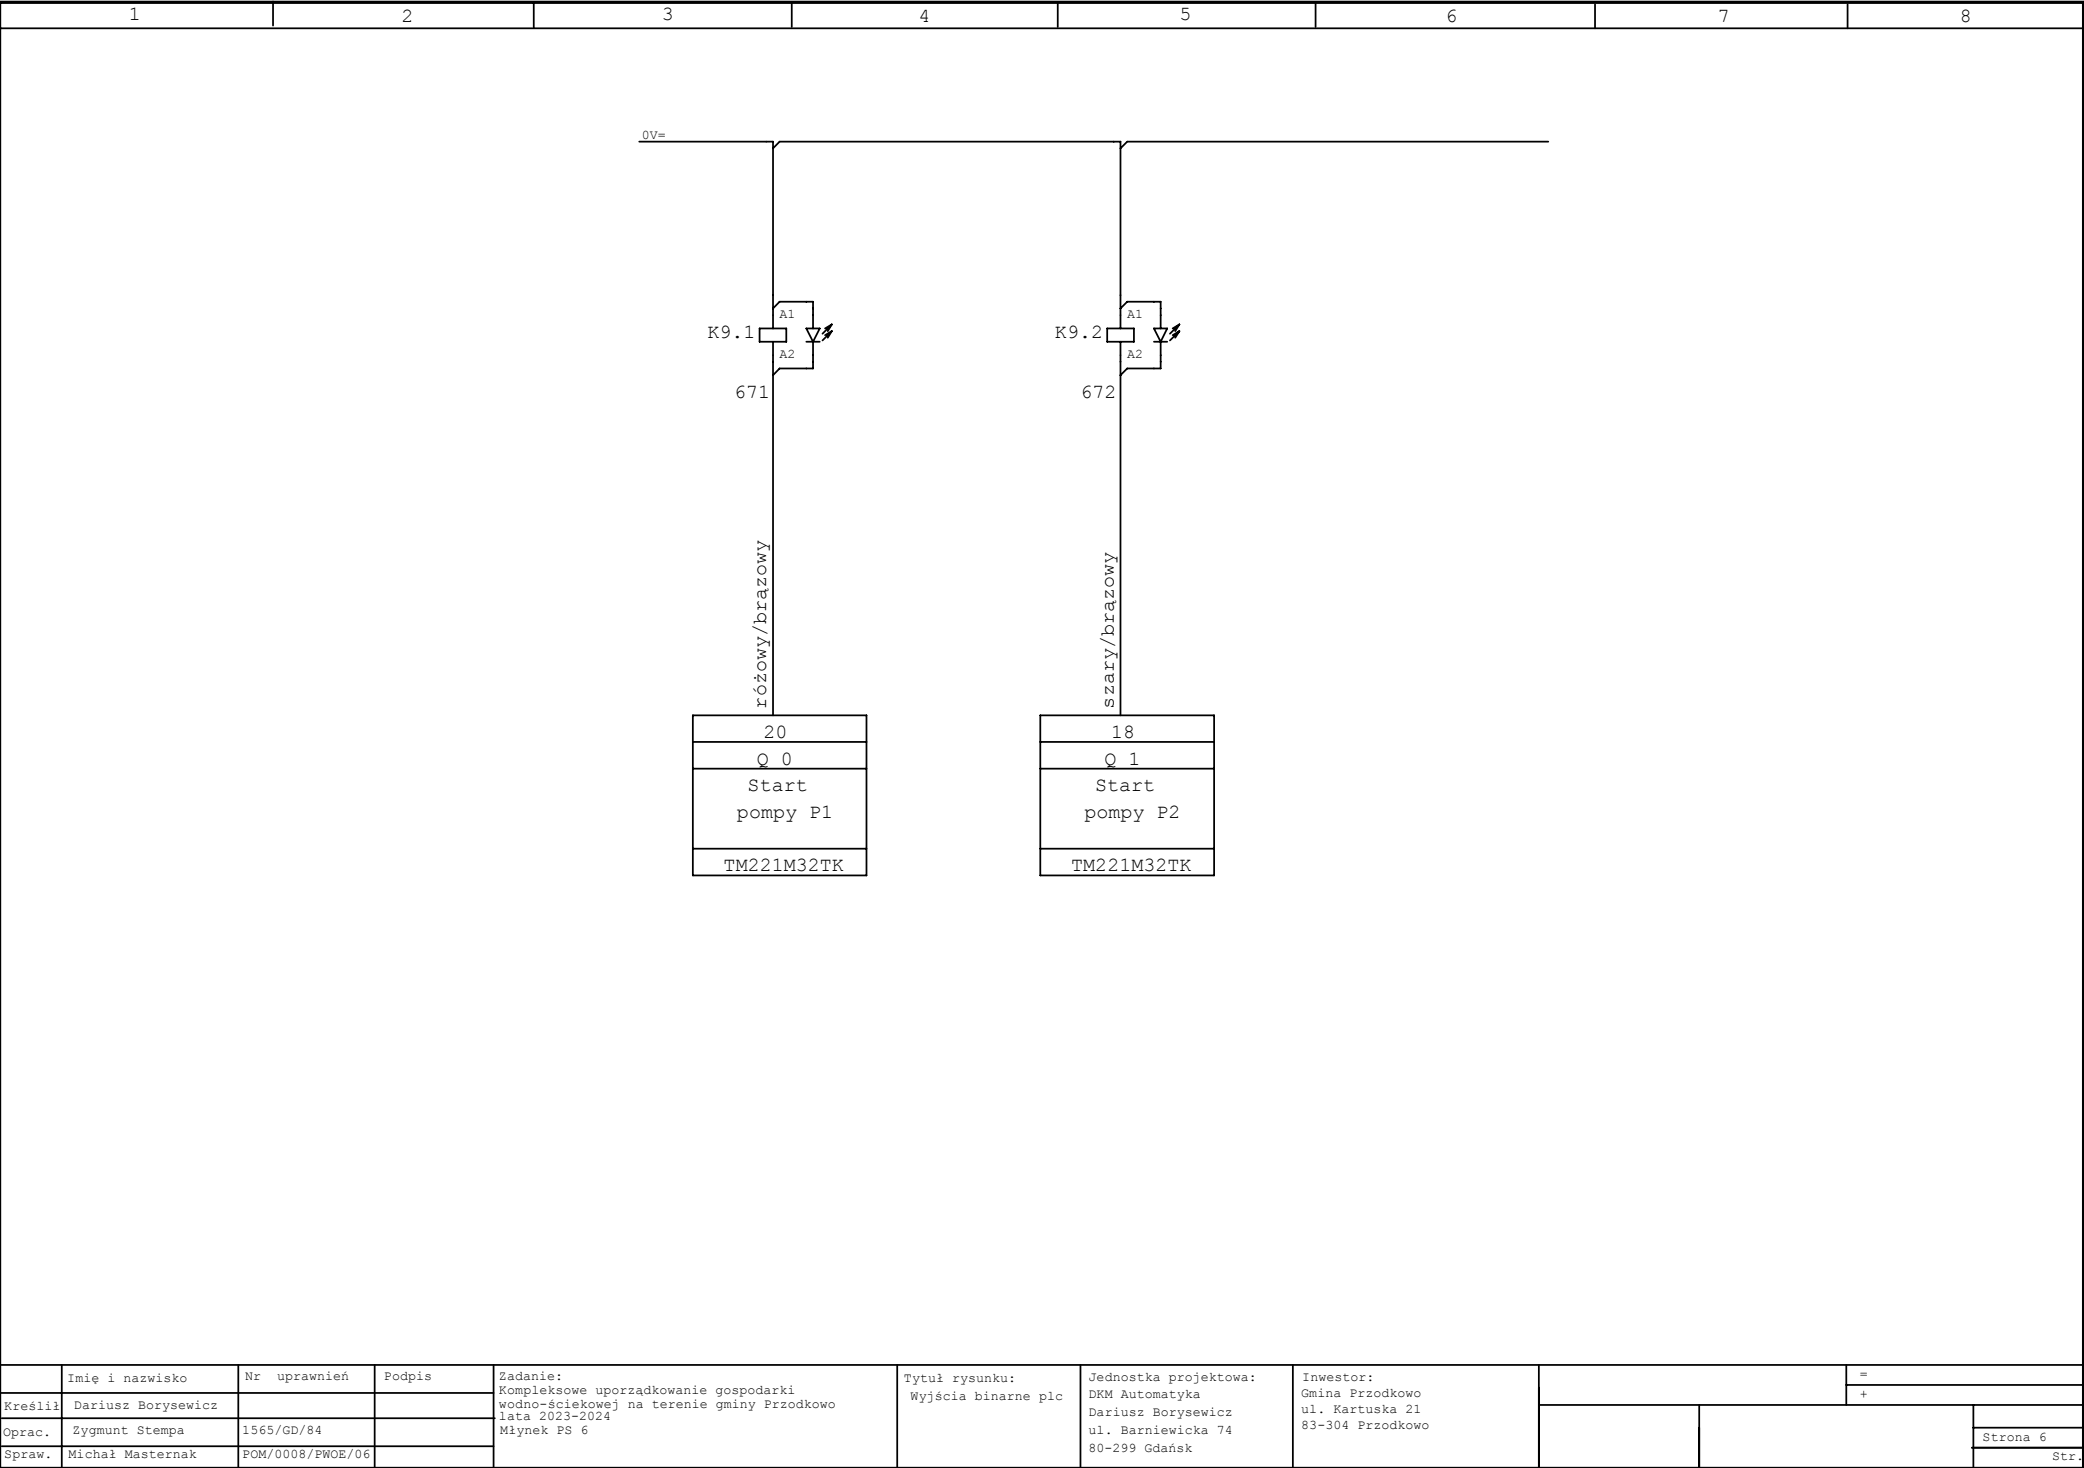 1 2 3 4 5 6 7 8
0V=
A1 A1
K9.1 K9.2
A2 A2
671 672
różowy/brązowy szary/brązowy
20 18
Q 0 Q 1
Start Start
pompy P1 pompy P2
TM221M32TK TM221M32TK
Imię i nazwisko Nr uprawnień Podpis
Kreślił Dariusz Borysewicz
Oprac. Zygmunt Stempa 1565/GD/84
Spraw. Michał Masternak POM/0008/PWOE/06
Zadanie:
Kompleksowe uporządkowanie gospodarki
wodno-ściekowej na terenie gminy Przodkowo
lata 2023-2024
Młynek PS 6
Tytuł rysunku:
Wyjścia binarne plc
Jednostka projektowa:
DKM Automatyka
Dariusz Borysewicz
ul. Barniewicka 74
80-299 Gdańsk
Inwestor:
Gmina Przodkowo
ul. Kartuska 21
83-304 Przodkowo
=
+
Strona 6
Str.